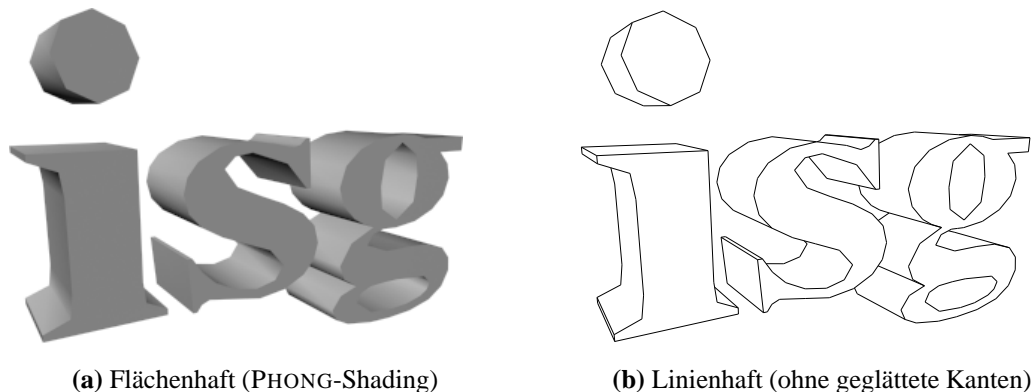 isg
isg
(a) Flächenhaft (PHONG-Shading)
(b) Linienhaft (ohne geglättete Kanten)